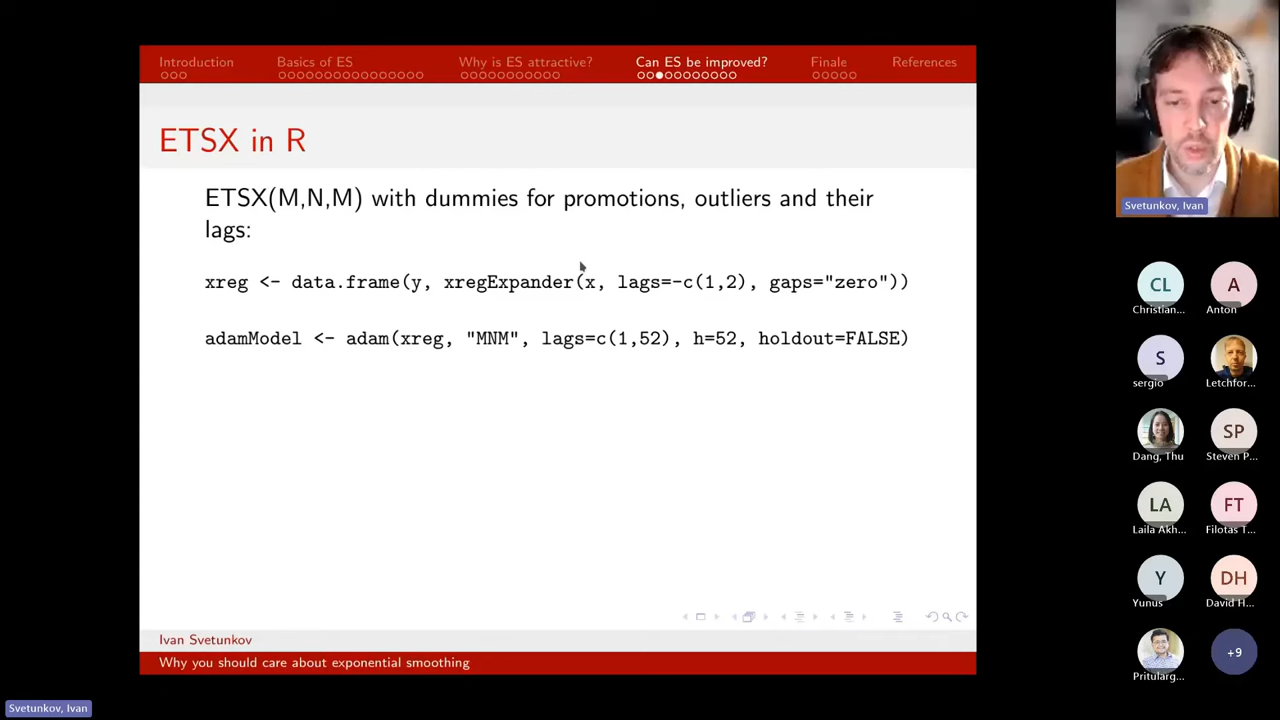 Introduction
Basics of ES
Why is ES attractive?
Can ES be improved?
Finale
References
ETSX in R
ETSX(M,N,M) with dummies for promotions, outliers and their
lags:
xreg <- data.frame(y, xregExpander(x, lags=-c(1,2), gaps="zero"))
adamModel <- adam(xreg, "MNM", lags=c(1,52), h=52, holdout=FALSE)
Ivan Svetunkov
Why you should care about exponential smoothing
Svetunkov, Ivan
CL
A
Christian...
Anton
S
sergio
Letchfor...
SP
Dang, Thu
Steven P...
LA
FT
Laila Akh...
Filotas T...
Y
DH
Yunus
David H...
Pritularg...
+9
Svetunkov, Ivan